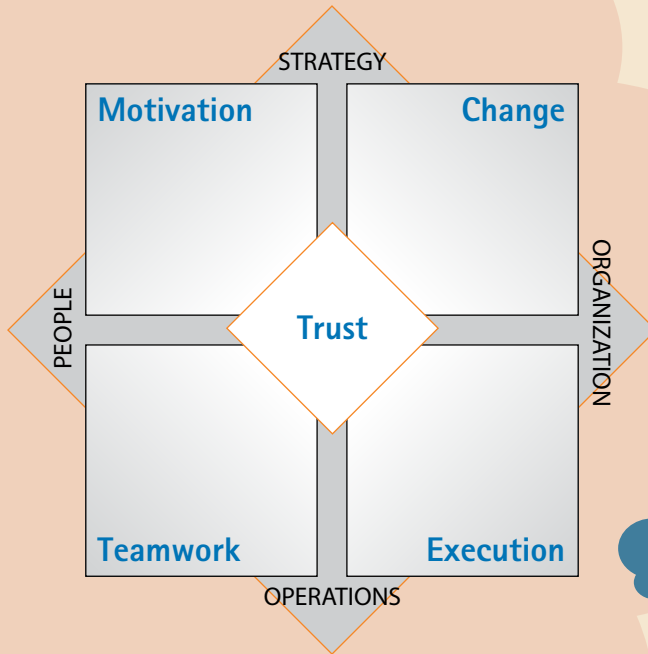 STRATEGY
Motivation
Change
PEOPLE
Trust
ORGANIZATION
Teamwork
Execution
OPERATIONS